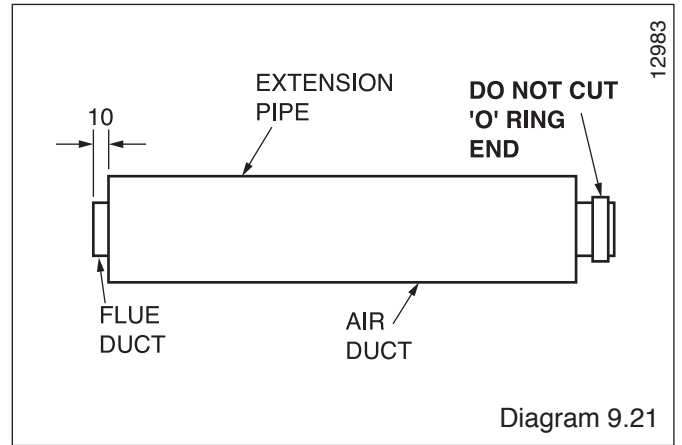 12983
EXTENSION
PIPE
DO NOT CUT
'O' RING
END
10
FLUE
DUCT
AIR
DUCT
Diagram 9.21